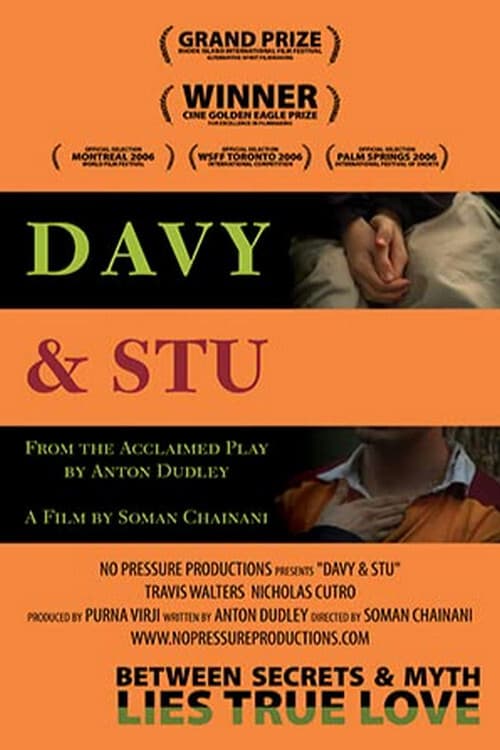 GRAND PRIZE
RHODE ISLAND INTERNATIONAL FILM FESTIVAL
ALTERNATIVE SPIRIT FILMMAKING
WINNER
CINE GOLDEN EAGLE PRIZE
FOR EXCELLENCE IN FILMMAKING
OFFICIAL SELECTION
MONTREAL 2006
WORLD FILM FESTIVAL
OFFICIAL SELECTION
WSFF TORONTO 2006
INTERNATIONAL COMPETITION
OFFICIAL SELECTION
PALM SPRINGS 2006
INTERNATIONAL FESTIVAL OF SHORTS
DAVY
& STU
FROM THE ACCLAIMED PLAY
BY ANTON DUDLEY
A FILM BY SOMAN CHAINANI
NO PRESSURE PRODUCTIONS PRESENTS "DAVY & STU"
TRAVIS WALTERS NICHOLAS CUTRO
PRODUCED BY PURNA VIRJI WRITTEN BY ANTON DUDLEY DIRECTED BY SOMAN CHAINANI
WWW.NOPRESSUREPRODUCTIONS.COM
BETWEEN SECRETS & MYTH
LIES TRUE LOVE